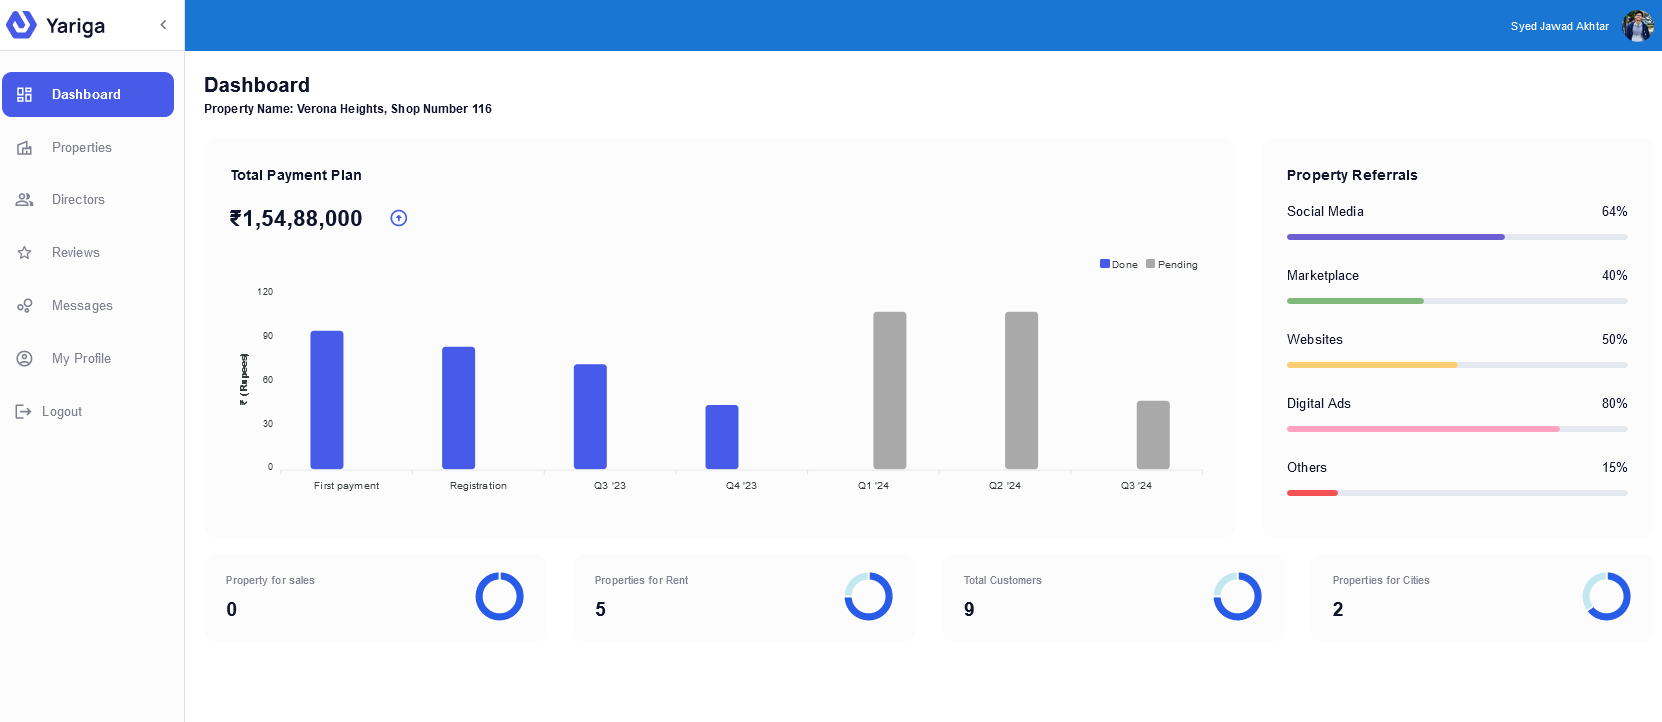 Yariga
Syed Jawad Akhtar
Dashboard
Properties
Directors
Reviews
Messages
My Profile
Logout
Dashboard
Property Name: Verona Heights, Shop Number 116
Total Payment Plan
₹1,54,88,000
Done Pending
120
90
60
30
0
₹ (Rupees)
First payment Registration Q3 '23 Q4 '23 Q1 '24 Q2 '24 Q3 '24
Property Referrals
Social Media 64%
Marketplace 40%
Websites 50%
Digital Ads 80%
Others 15%
Property for sales
0
Properties for Rent
5
Total Customers
9
Properties for Cities
2